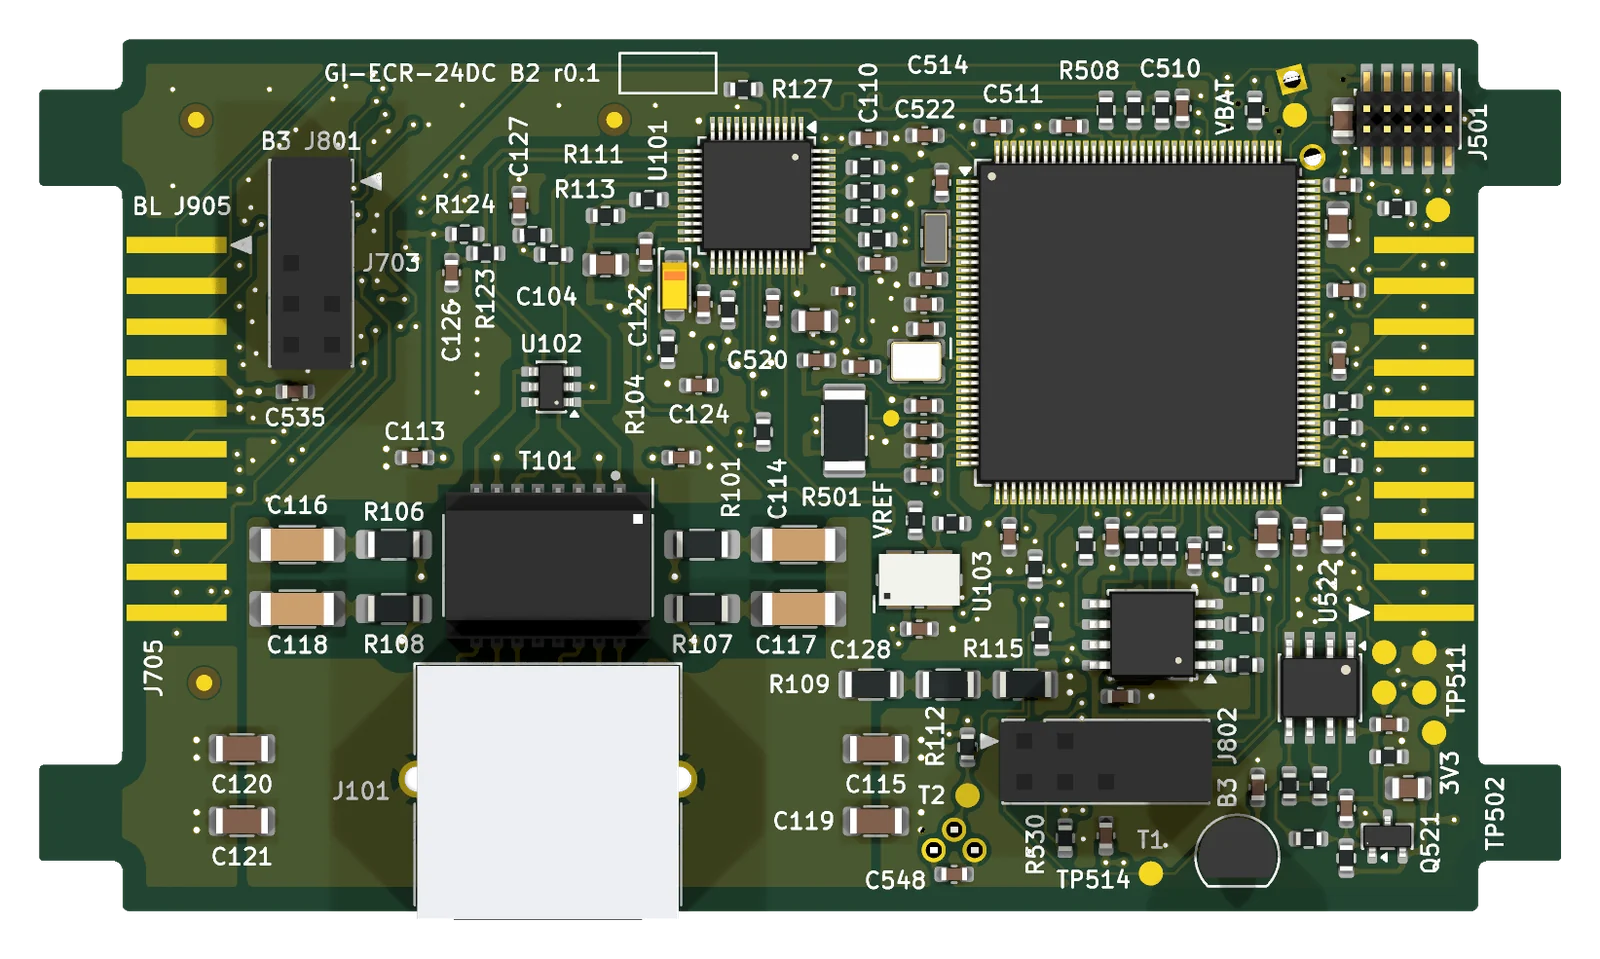 GI-ECR-24DC B2 r0.1
R127
C110
C514
C522
C511
R508
C510
VBAT
J501
B3 J801
C127
R111
U101
R113
BL J905
R124
J703
C126
R123
C104
C122
U102
R104
C520
C124
C535
C113
T101
R101
C114
R501
VREF
C116
R106
U103
U522
C118
R108
R107
C117
C128
R115
J705
R109
TP511
R112
J802
C120
J101
C115
T2
B3
3V3
TP502
C121
C119
R530
T1
Q521
C548
TP514